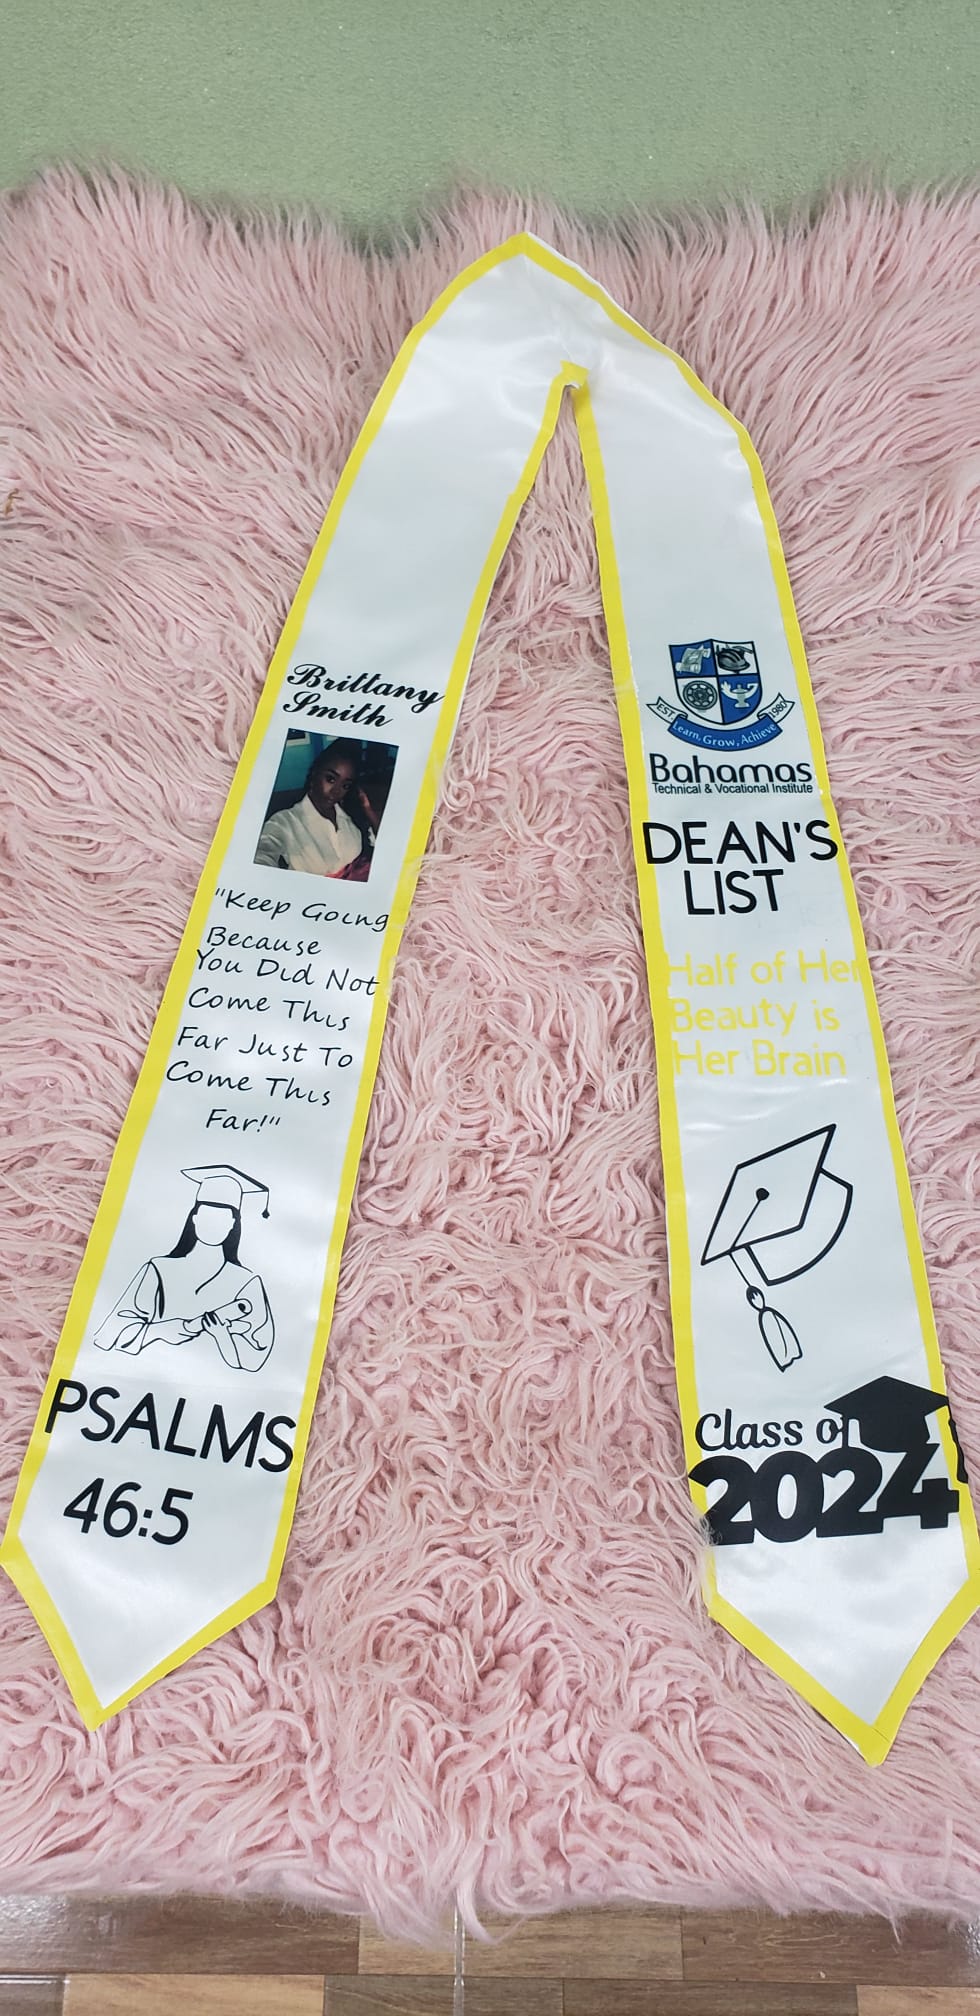 Brittany
Smith
"Keep Going
Because
You Did Not
Come This
Far Just To
Come This
Far!"
PSALMS
46:5
EST 1980
Learn, Grow, Achieve
Bahamas
Technical & Vocational Institute
DEAN'S
LIST
Half of Her
Beauty is
Her Brain
Class of
2024